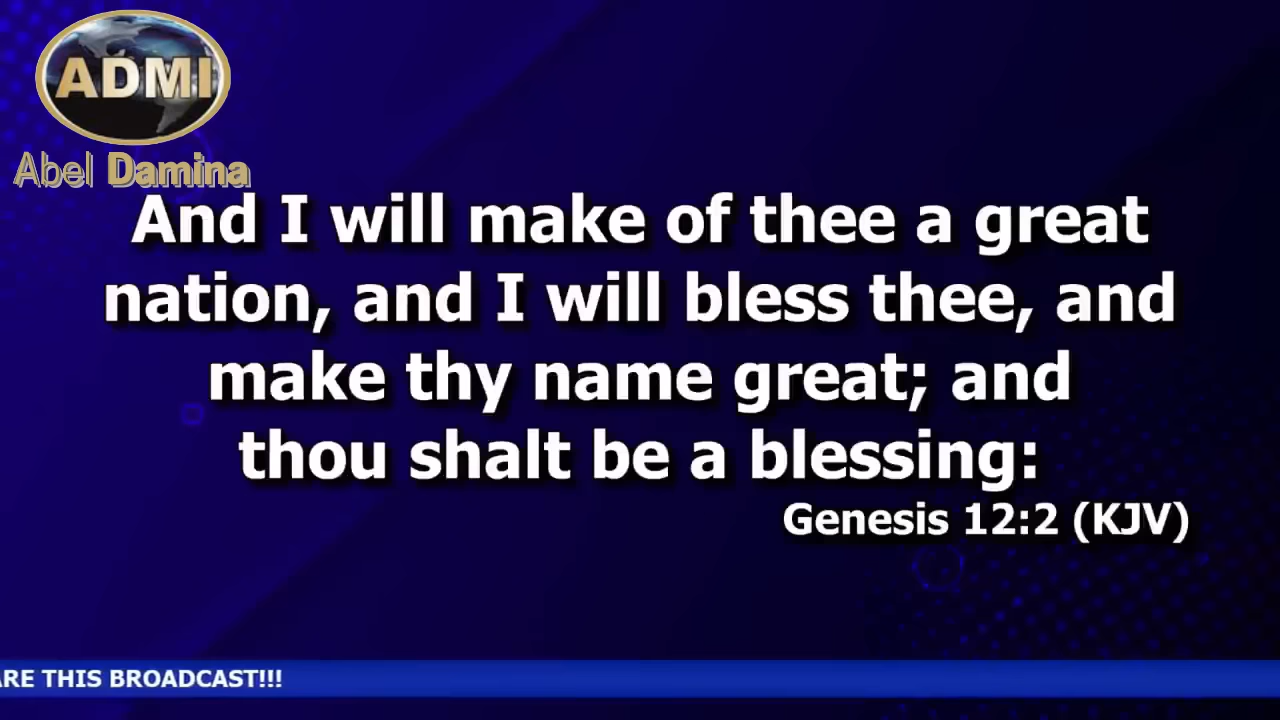 ADMI
Abel Damina
And I will make of thee a great
nation, and I will bless thee, and
make thy name great; and
thou shalt be a blessing:
Genesis 12:2 (KJV)
ARE THIS BROADCAST!!!